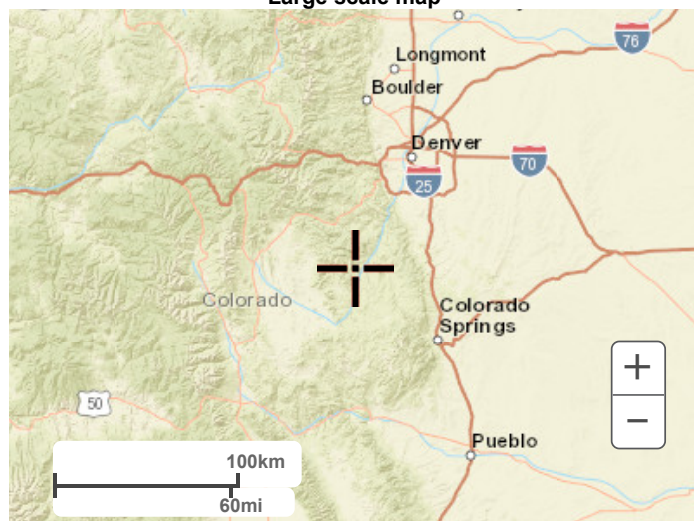 Large-scale map
76
Longmont
Boulder
Denver
70
25
Colorado
Colorado
Springs
+
50
−
Pueblo
100km
60mi